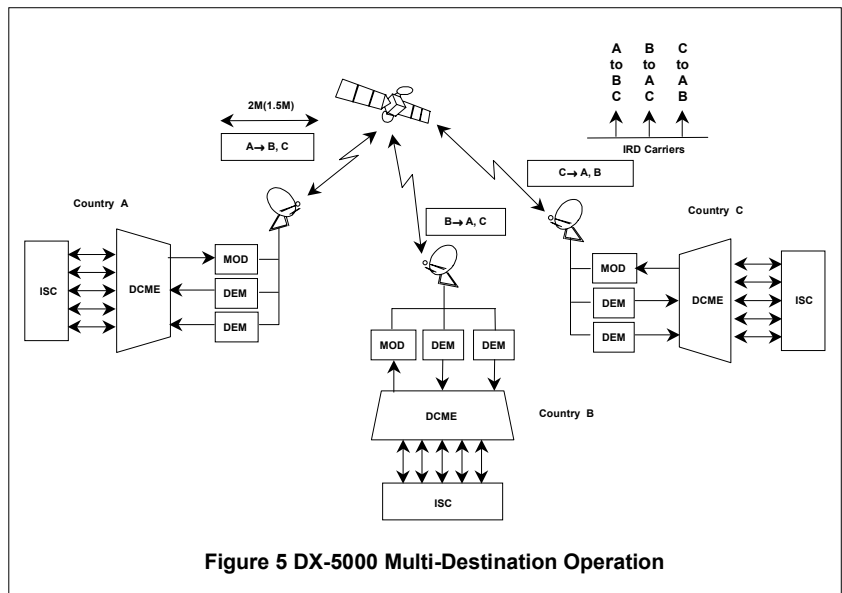 A to B C
B to A C
C to A B
IRD Carriers
2M(1.5M)
A→ B, C
C→ A, B
B→ A, C
Country A
ISC
DCME
MOD
DEM
DEM
Country C
MOD
DEM
DEM
DCME
ISC
MOD
DEM
DEM
DCME
Country B
ISC
Figure 5 DX-5000 Multi-Destination Operation